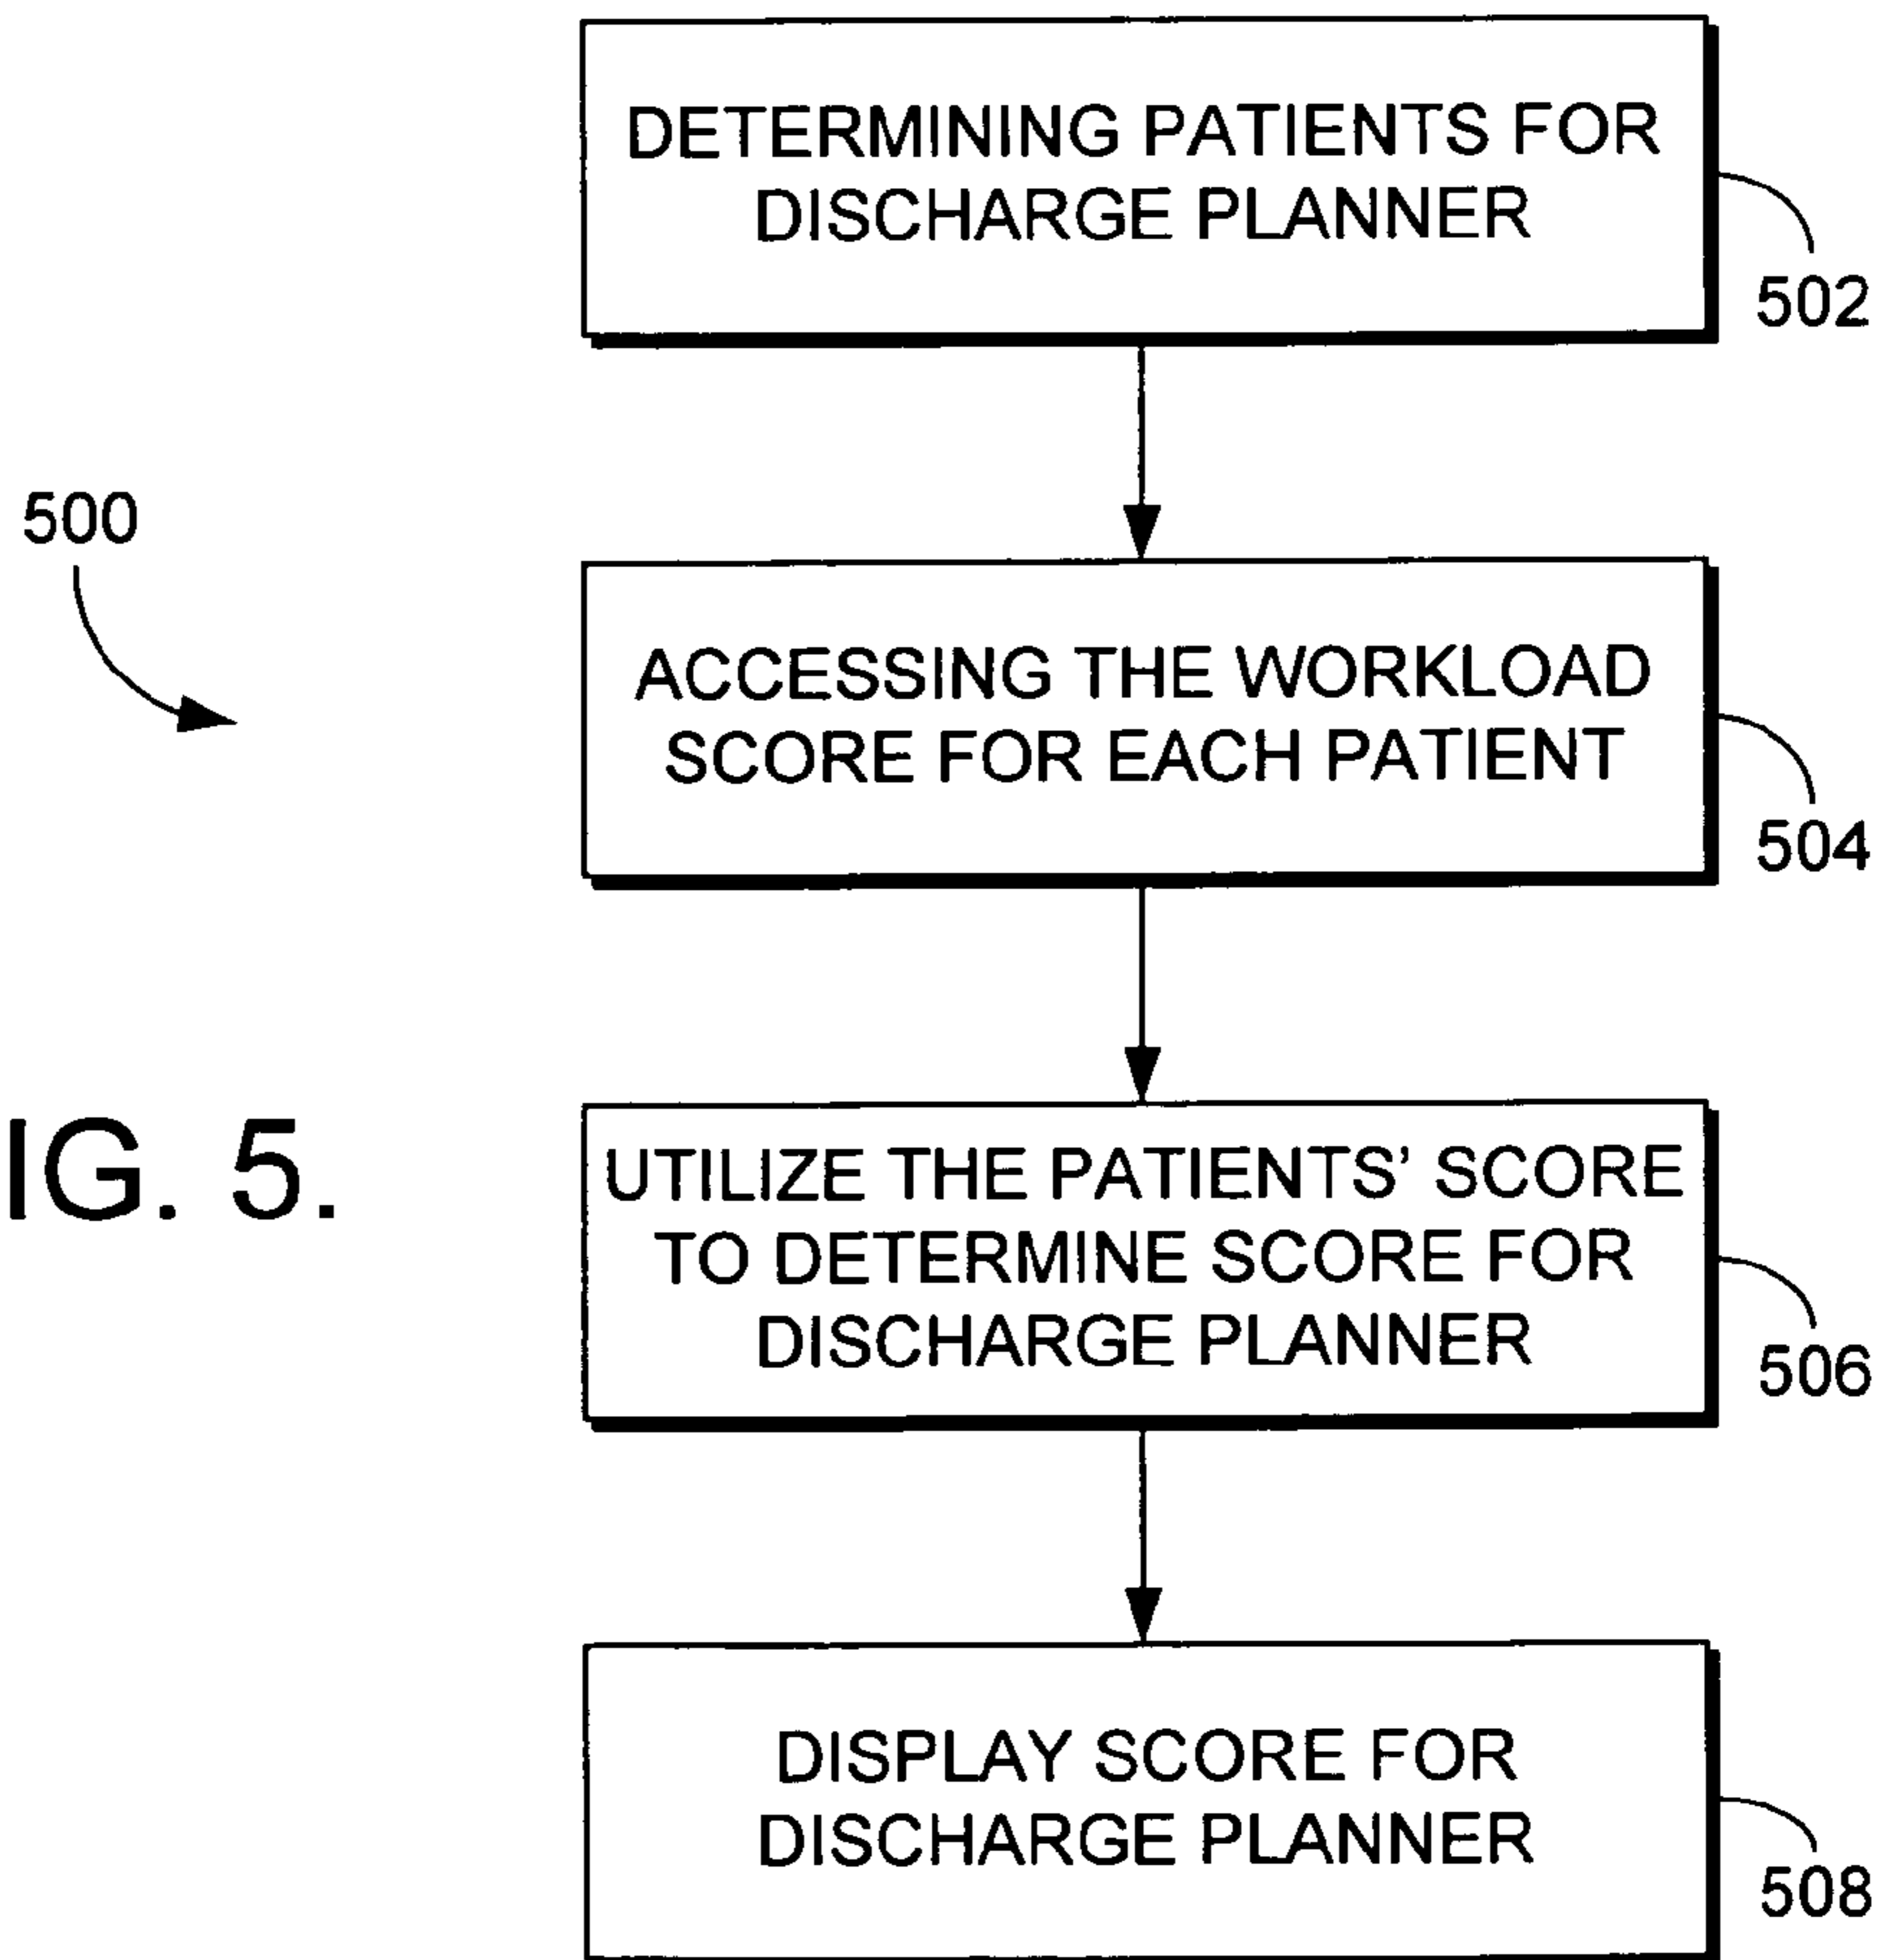 DETERMINING PATIENTS FOR
DISCHARGE PLANNER
502
500
ACCESSING THE WORKLOAD
SCORE FOR EACH PATIENT
504
IG. 5.
UTILIZE THE PATIENTS’ SCORE
TO DETERMINE SCORE FOR
DISCHARGE PLANNER
506
DISPLAY SCORE FOR
DISCHARGE PLANNER
508